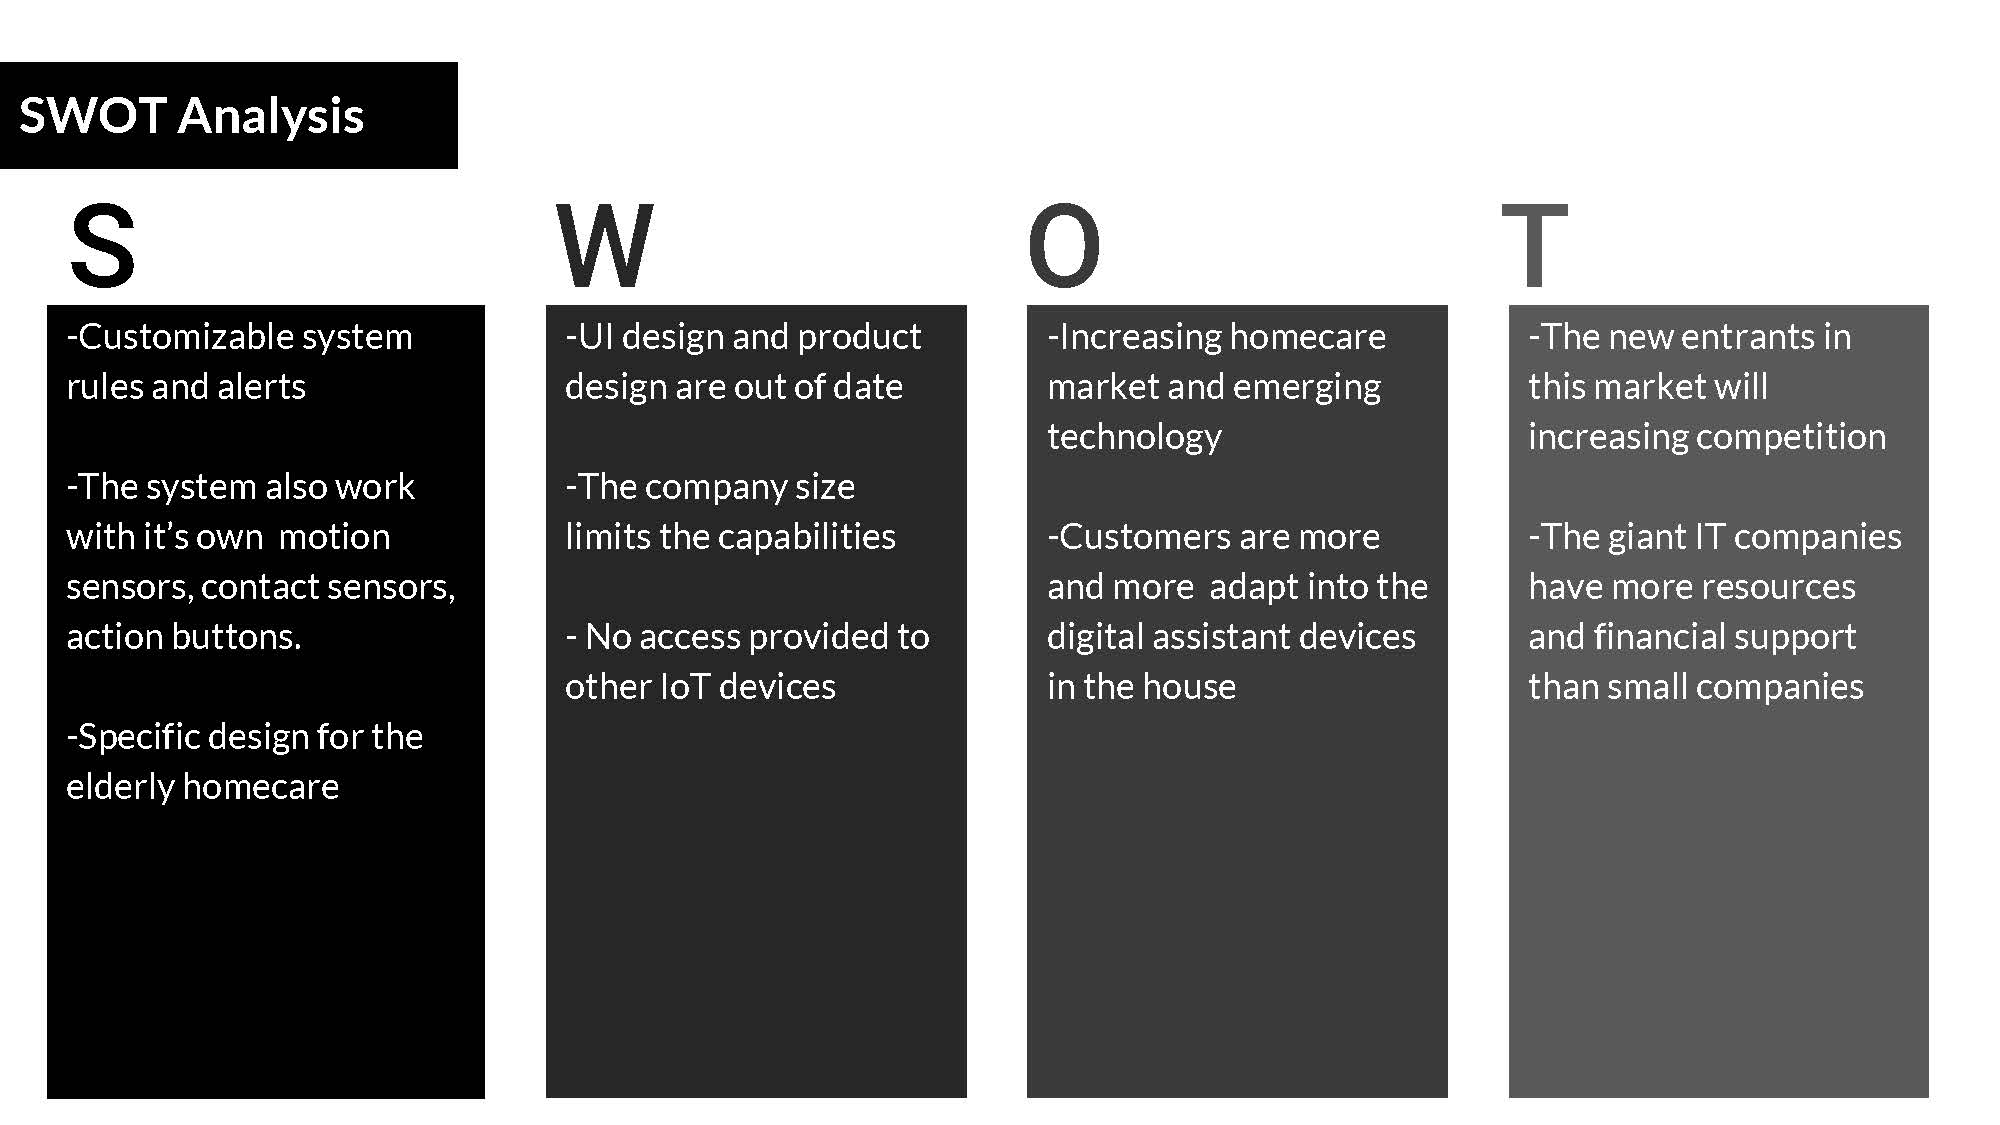 SWOT Analysis
S
-Customizable system
rules and alerts
-The system also work
with it’s own  motion
sensors, contact sensors,
action buttons.
-Specific design for the
elderly homecare
W
-UI design and product
design are out of date
-The company size
limits the capabilities
- No access provided to
other IoT devices
O
-Increasing homecare
market and emerging
technology
-Customers are more
and more  adapt into the
digital assistant devices
in the house
T
-The new entrants in
this market will
increasing competition
-The giant IT companies
have more resources
and financial support
than small companies